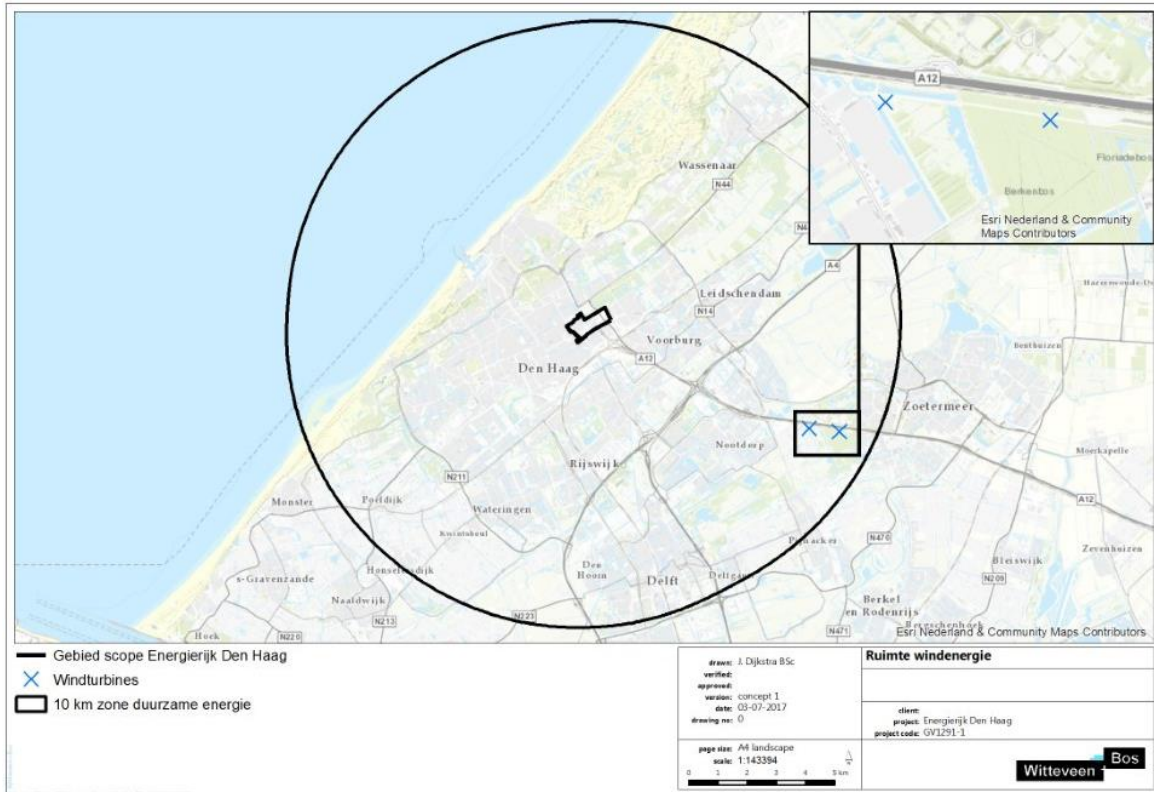 A12
Floriadebos
Berkenbos
Esri Nederland & Community
Maps Contributors
Wassenaar
N44
A4
Leidschendam
N14
Voorburg
A12
Den Haag
Zoetermeer
Nootdorp
Rijswijk
N211
Moerkapelle
Monster
Poeldijk
Wateringen
A12
Kwintsheul
Pijnacker
N470
Zevenhuizen
Honselersdijk
Den
Hoorn
Bleiswijk
's-Gravenzande
Delft
N209
Naaldwijk
Berkel
en Rodenrijs
N213
N223
Hoek
N220
N471
Bergschenhoek
Esri Nederland & Community Maps Contributors
Gebied scope Energierijk Den Haag
Windturbines
10 km zone duurzame energie
drawn: J. Dijkstra BSc
verified:
approved:
version: concept 1
date: 03-07-2017
drawing no: 0
Ruimte windenergie
client:
project: Energierijk Den Haag
project code: GV1291-1
page size: A4 landscape
scale: 1:143394
0 1 2 3 4 5 km
Witteveen + Bos